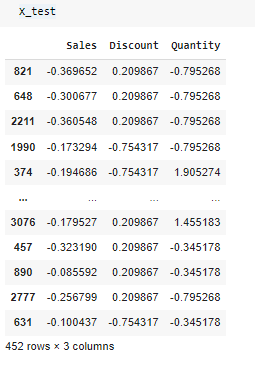 X_test
Sales Discount Quantity
821 -0.369652 0.209867 -0.795268
648 -0.300677 0.209867 -0.795268
2211 -0.360548 0.209867 -0.795268
1990 -0.173294 -0.754317 -0.795268
374 -0.194686 -0.754317 1.905274
... ... ... ...
3076 -0.179527 0.209867 1.455183
457 -0.323190 0.209867 -0.345178
890 -0.085592 0.209867 -0.345178
2777 -0.256799 0.209867 -0.795268
631 -0.100437 -0.754317 -0.345178
452 rows × 3 columns